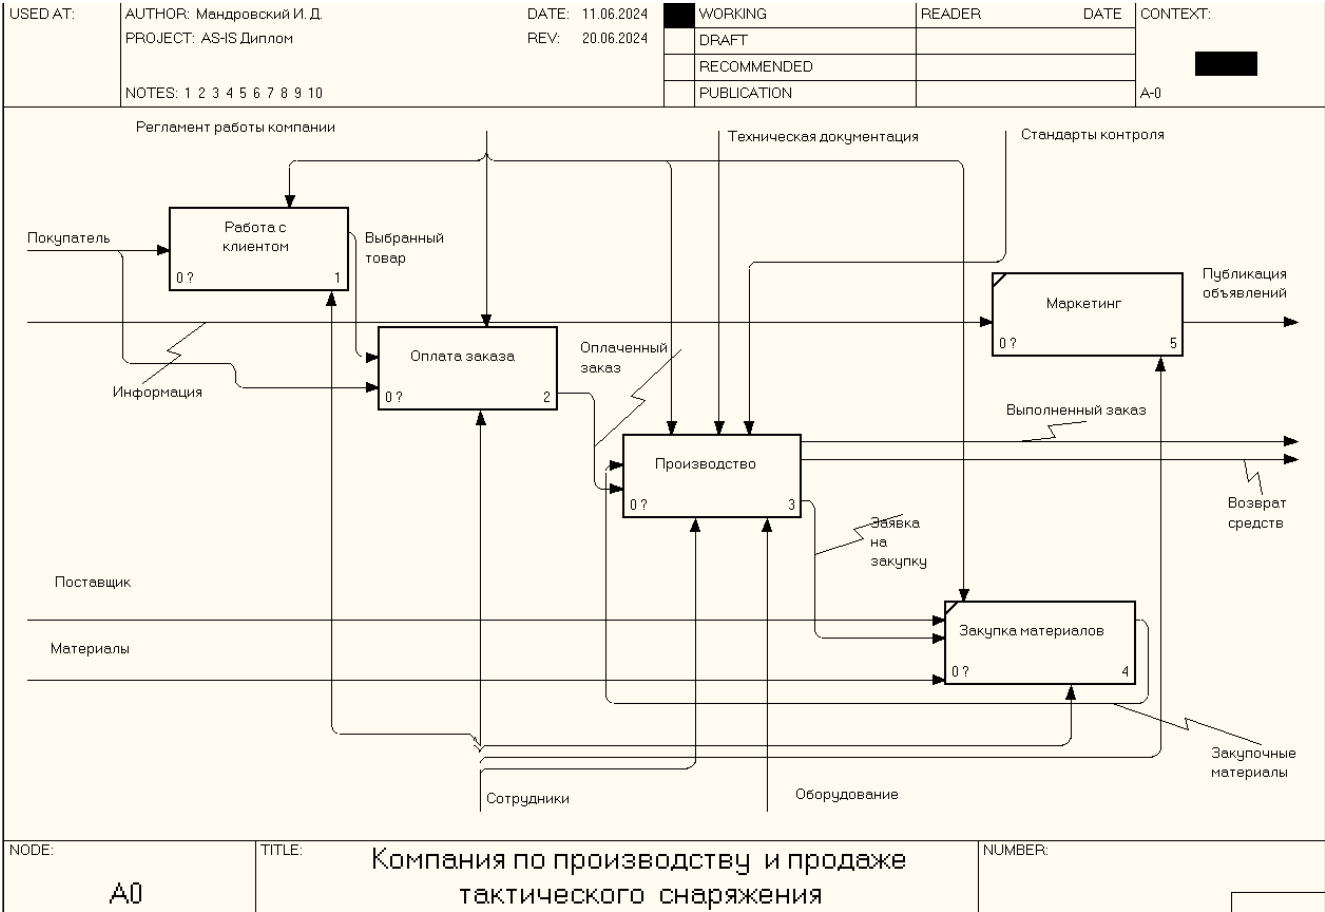 USED AT:
AUTHOR: Мандровский И. Д.
DATE: 11.06.2024
WORKING
READER
DATE
CONTEXT:
PROJECT: AS-IS Диплом
REV: 20.06.2024
DRAFT
RECOMMENDED
NOTES: 1 2 3 4 5 6 7 8 9 10
PUBLICATION
A-0
Регламент работы компании
Техническая документация
Стандарты контроля
Покупатель
Работа с
клиентом
0 ?
1
Выбранный
товар
Публикация
объявлений
Маркетинг
0 ?
5
Информация
Оплата заказа
0 ?
2
Оплаченный
заказ
Выполненный заказ
Производство
0 ?
3
Возврат
средств
Заявка
на
закупку
Поставщик
Материалы
Закупка материалов
0 ?
4
Закупочные
материалы
Сотрудники
Оборудование
NODE:
A0
TITLE:
Компания по производству и продаже
тактического снаряжения
NUMBER: